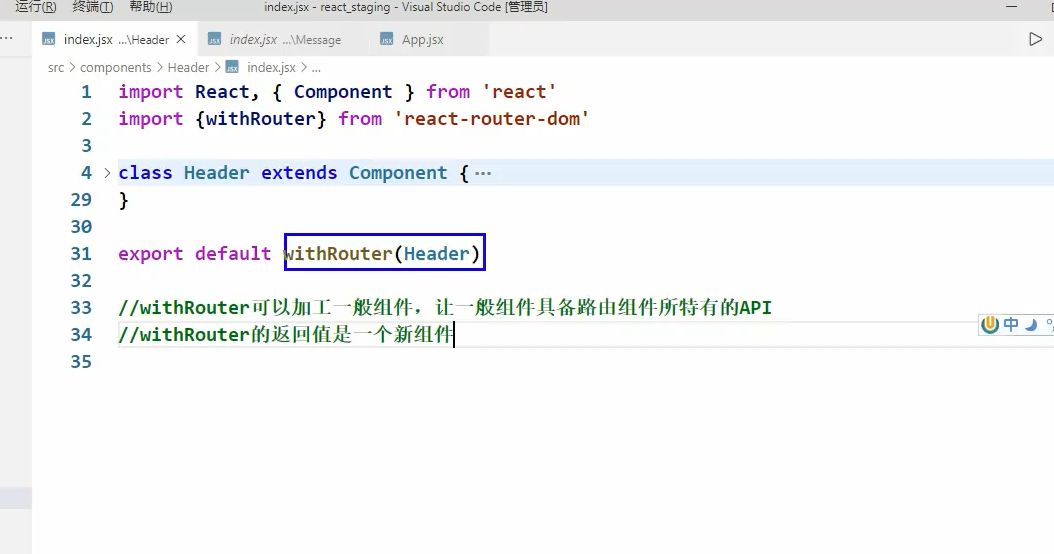 运行(R) 终端(T) 帮助(H) index.jsx - react_staging - Visual Studio Code [管理员]
index.jsx ...\Header index.jsx ...\Message App.jsx
src > components > Header > index.jsx > ...
1 import React, { Component } from 'react'
2 import {withRouter} from 'react-router-dom'
3
4 class Header extends Component { ...
29 }
30
31 export default withRouter(Header)
32
33 //withRouter可以加工一般组件，让一般组件具备路由组件所特有的API
34 //withRouter的返回值是一个新组件
35
中